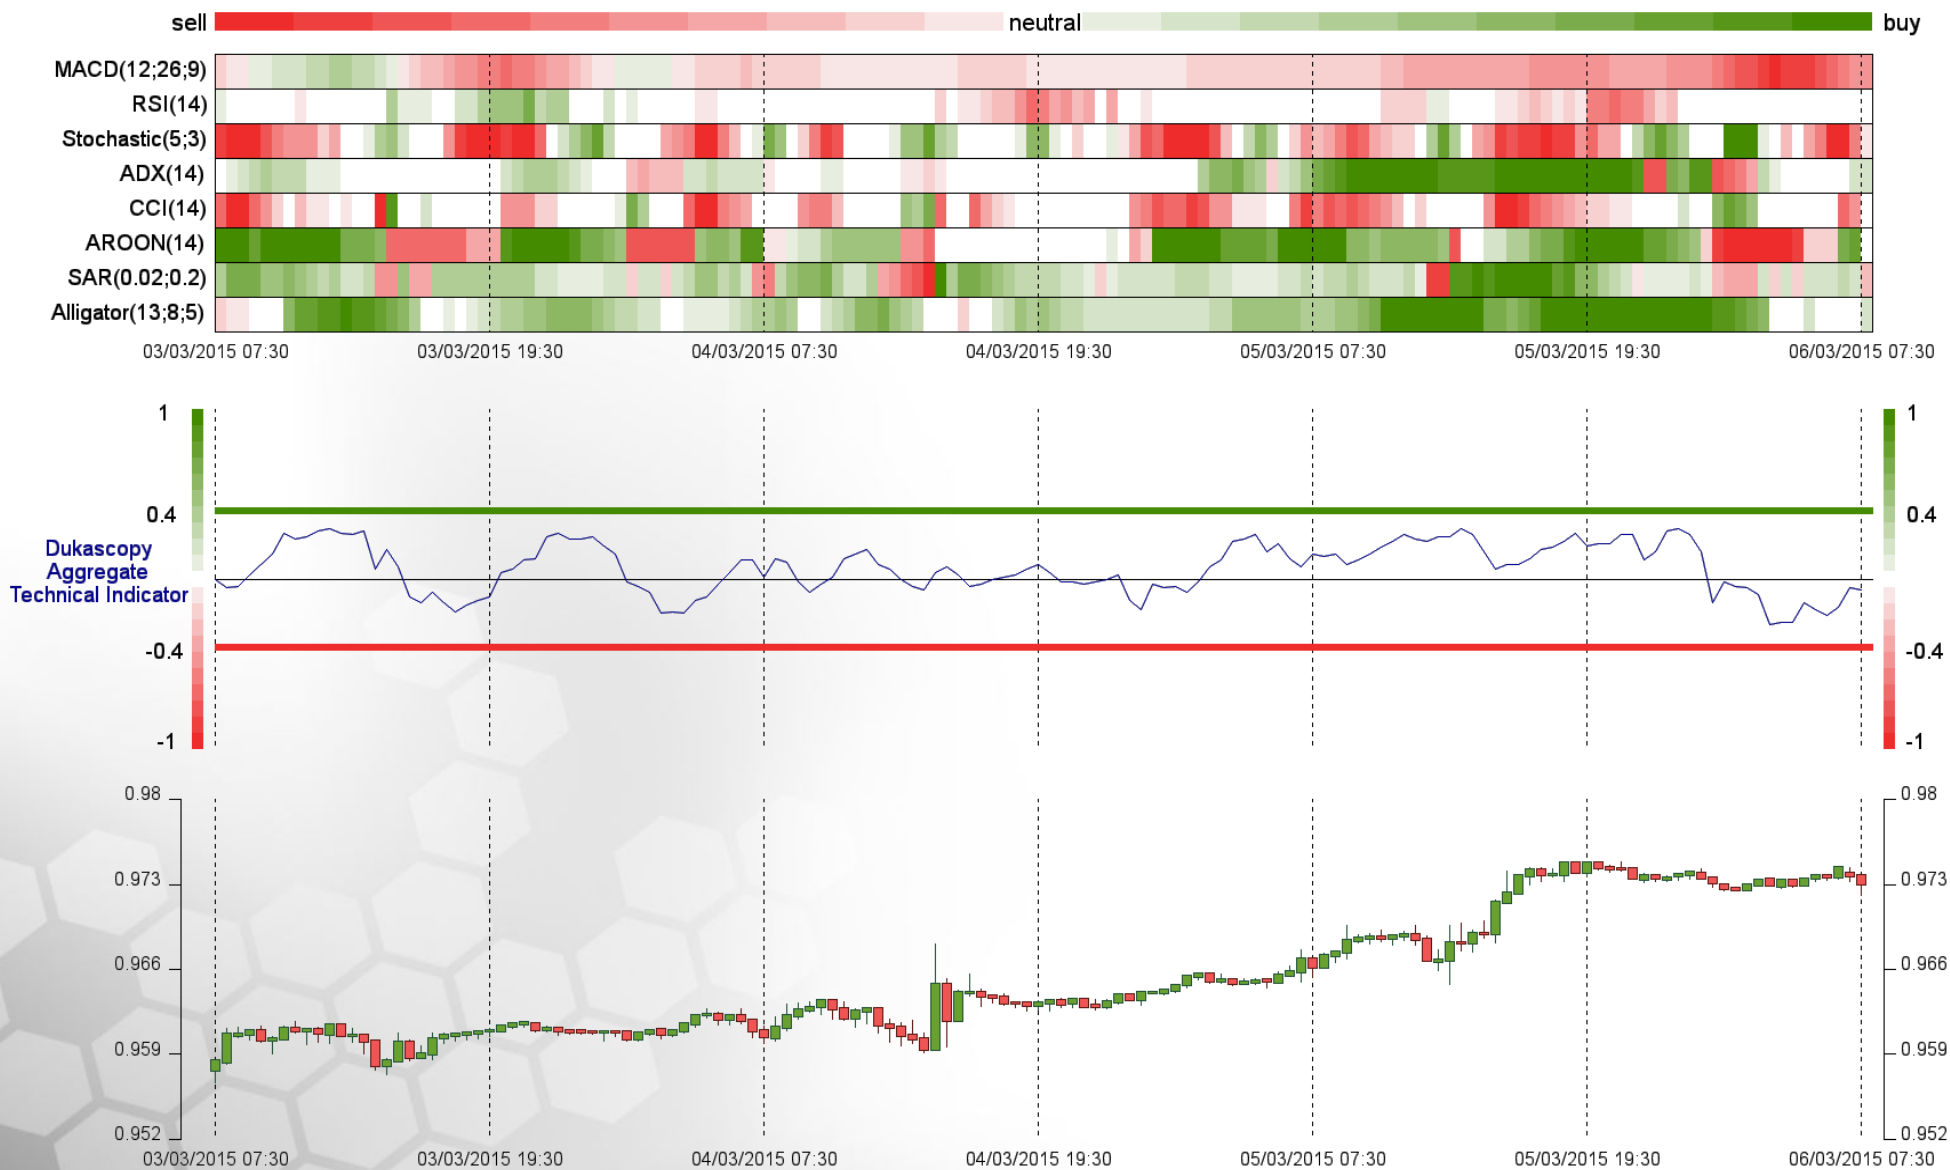 sell neutral buy
MACD(12;26;9)
RSI(14)
Stochastic(5;3)
ADX(14)
CCI(14)
AROON(14)
SAR(0.02;0.2)
Alligator(13;8;5)
03/03/2015 07:30 03/03/2015 19:30 04/03/2015 07:30 04/03/2015 19:30 05/03/2015 07:30 05/03/2015 19:30 06/03/2015 07:30
1 1
0.4 0.4
Dukascopy
Aggregate
Technical Indicator
-0.4 -0.4
-1 -1
0.98 0.98
0.973 0.973
0.966 0.966
0.959 0.959
0.952 0.952
03/03/2015 07:30 03/03/2015 19:30 04/03/2015 07:30 04/03/2015 19:30 05/03/2015 07:30 05/03/2015 19:30 06/03/2015 07:30